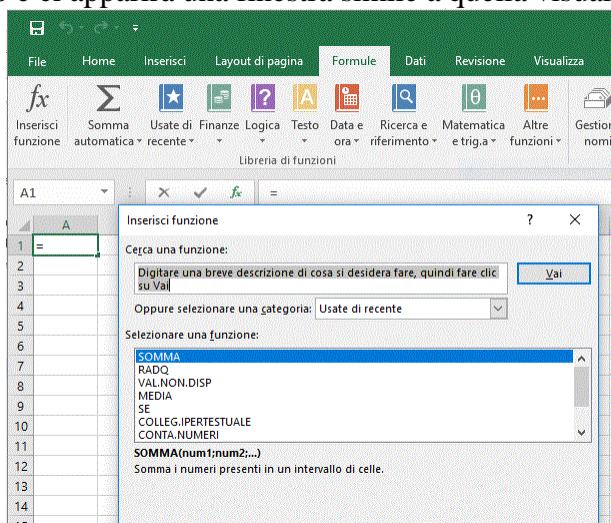 e ci apparirà una finestra simile a quella visual
File Home Inserisci Layout di pagina Formule Dati Revisione Visualizza
fx Inserisci funzione
Σ Somma automatica
Usate di recente
Finanze
Logica
Testo
Data e ora
Ricerca e riferimento
Matematica e trig.a
Altre funzioni
Gestion nomi
Libreria di funzioni
A1 fx =
A
1 =
2
3
4
5
6
7
8
9
10
11
12
13
14
Inserisci funzione ? ×
Cerca una funzione:
Digitare una breve descrizione di cosa si desidera fare, quindi fare clic
su Vai
Vai
Oppure selezionare una categoria: Usate di recente
Selezionare una funzione:
SOMMA
RADQ
VAL.NON.DISP
MEDIA
SE
COLLEG.IPERTESTUALE
CONTA.NUMERI
SOMMA(num1;num2;...)
Somma i numeri presenti in un intervallo di celle.